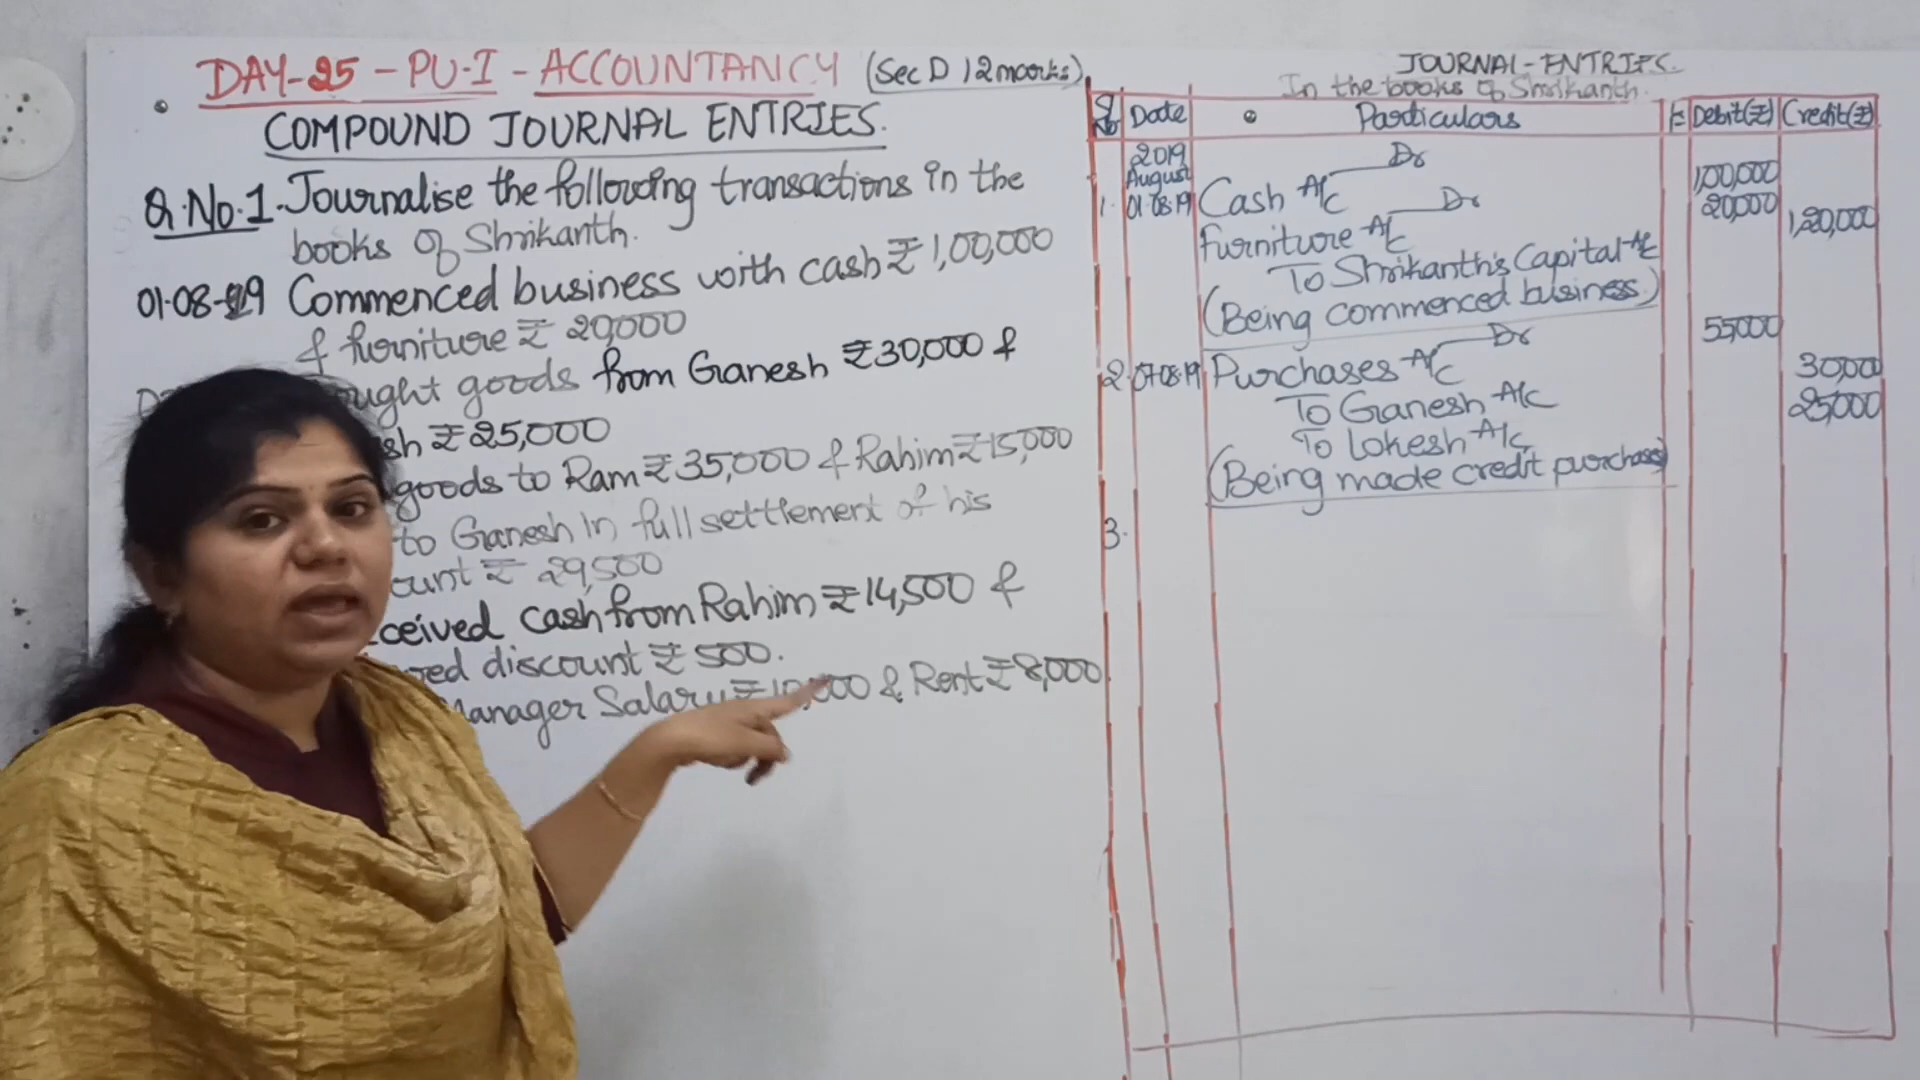 DAY-25-PU-I-ACCOUNTANCY (Sec D 12 marks)
COMPOUND JOURNAL ENTRIES.
Q.No.1. Journalise the following transactions in the
books of Shrikanth.
01-08-19 Commenced business with cash ₹ 1,00,000
& furniture ₹ 20,000
goods from Ganesh ₹30,000 &
₹ 25,000
goods to Ram ₹ 35,000 & Rahim ₹15,000
to Ganesh In full settlement of his
₹ 29,500
cash from Rahim ₹ 14,500 &
discount ₹ 500.
Manager Salary ₹ & Rent ₹ 8,000
JOURNAL-ENTRIES.
In the books of Shrikanth.
Sl No Date Particulars Debit(₹) Credit(₹)
2019
August
1. 01-08-19 Cash A/c Dr 1,00,000
Furniture A/c Dr 20,000
To Shrikanth's Capital A/c 1,20,000
(Being commenced business)
2. 07-08-19 Purchases A/c Dr 55,000
To Ganesh A/c 30,000
To Lokesh A/c 25,000
(Being made credit purchases)
3.